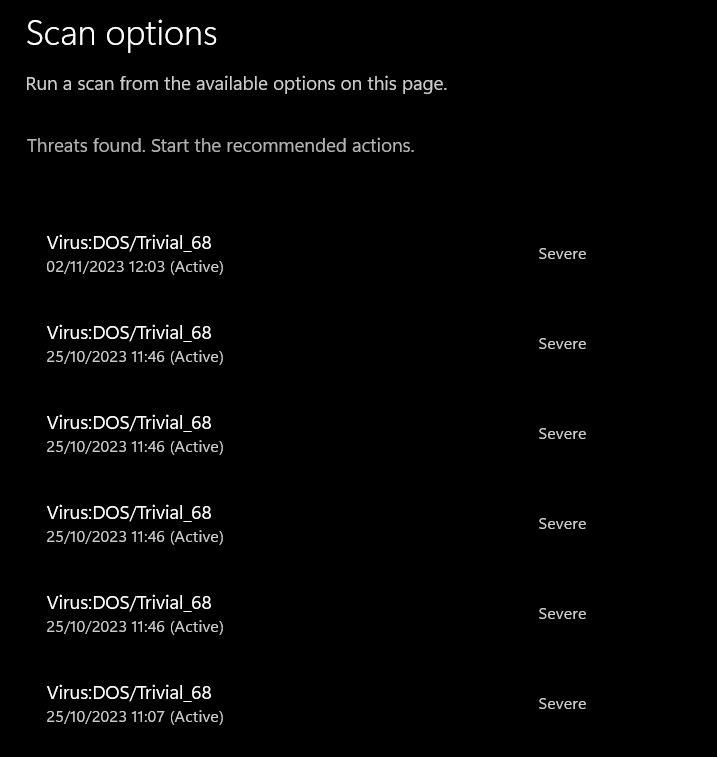 Scan options
Run a scan from the available options on this page.
Threats found. Start the recommended actions.
Virus:DOS/Trivial_68
02/11/2023 12:03 (Active)
Severe
Virus:DOS/Trivial_68
25/10/2023 11:46 (Active)
Severe
Virus:DOS/Trivial_68
25/10/2023 11:46 (Active)
Severe
Virus:DOS/Trivial_68
25/10/2023 11:46 (Active)
Severe
Virus:DOS/Trivial_68
25/10/2023 11:46 (Active)
Severe
Virus:DOS/Trivial_68
25/10/2023 11:07 (Active)
Severe